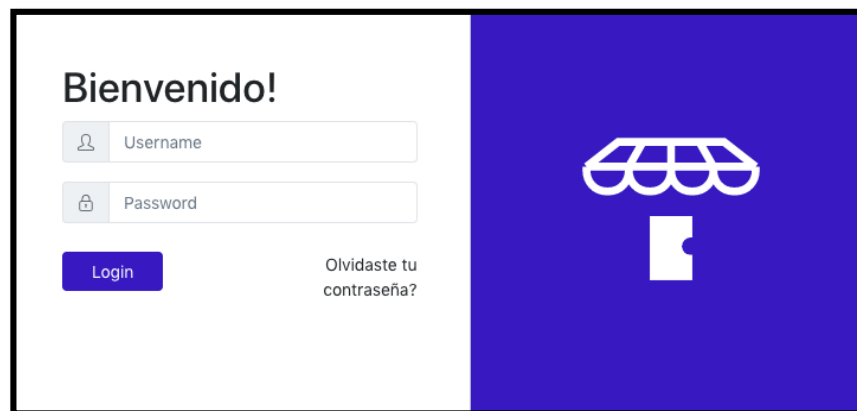 Bienvenido!
Username
Password
Login
Olvidaste tu
contraseña?